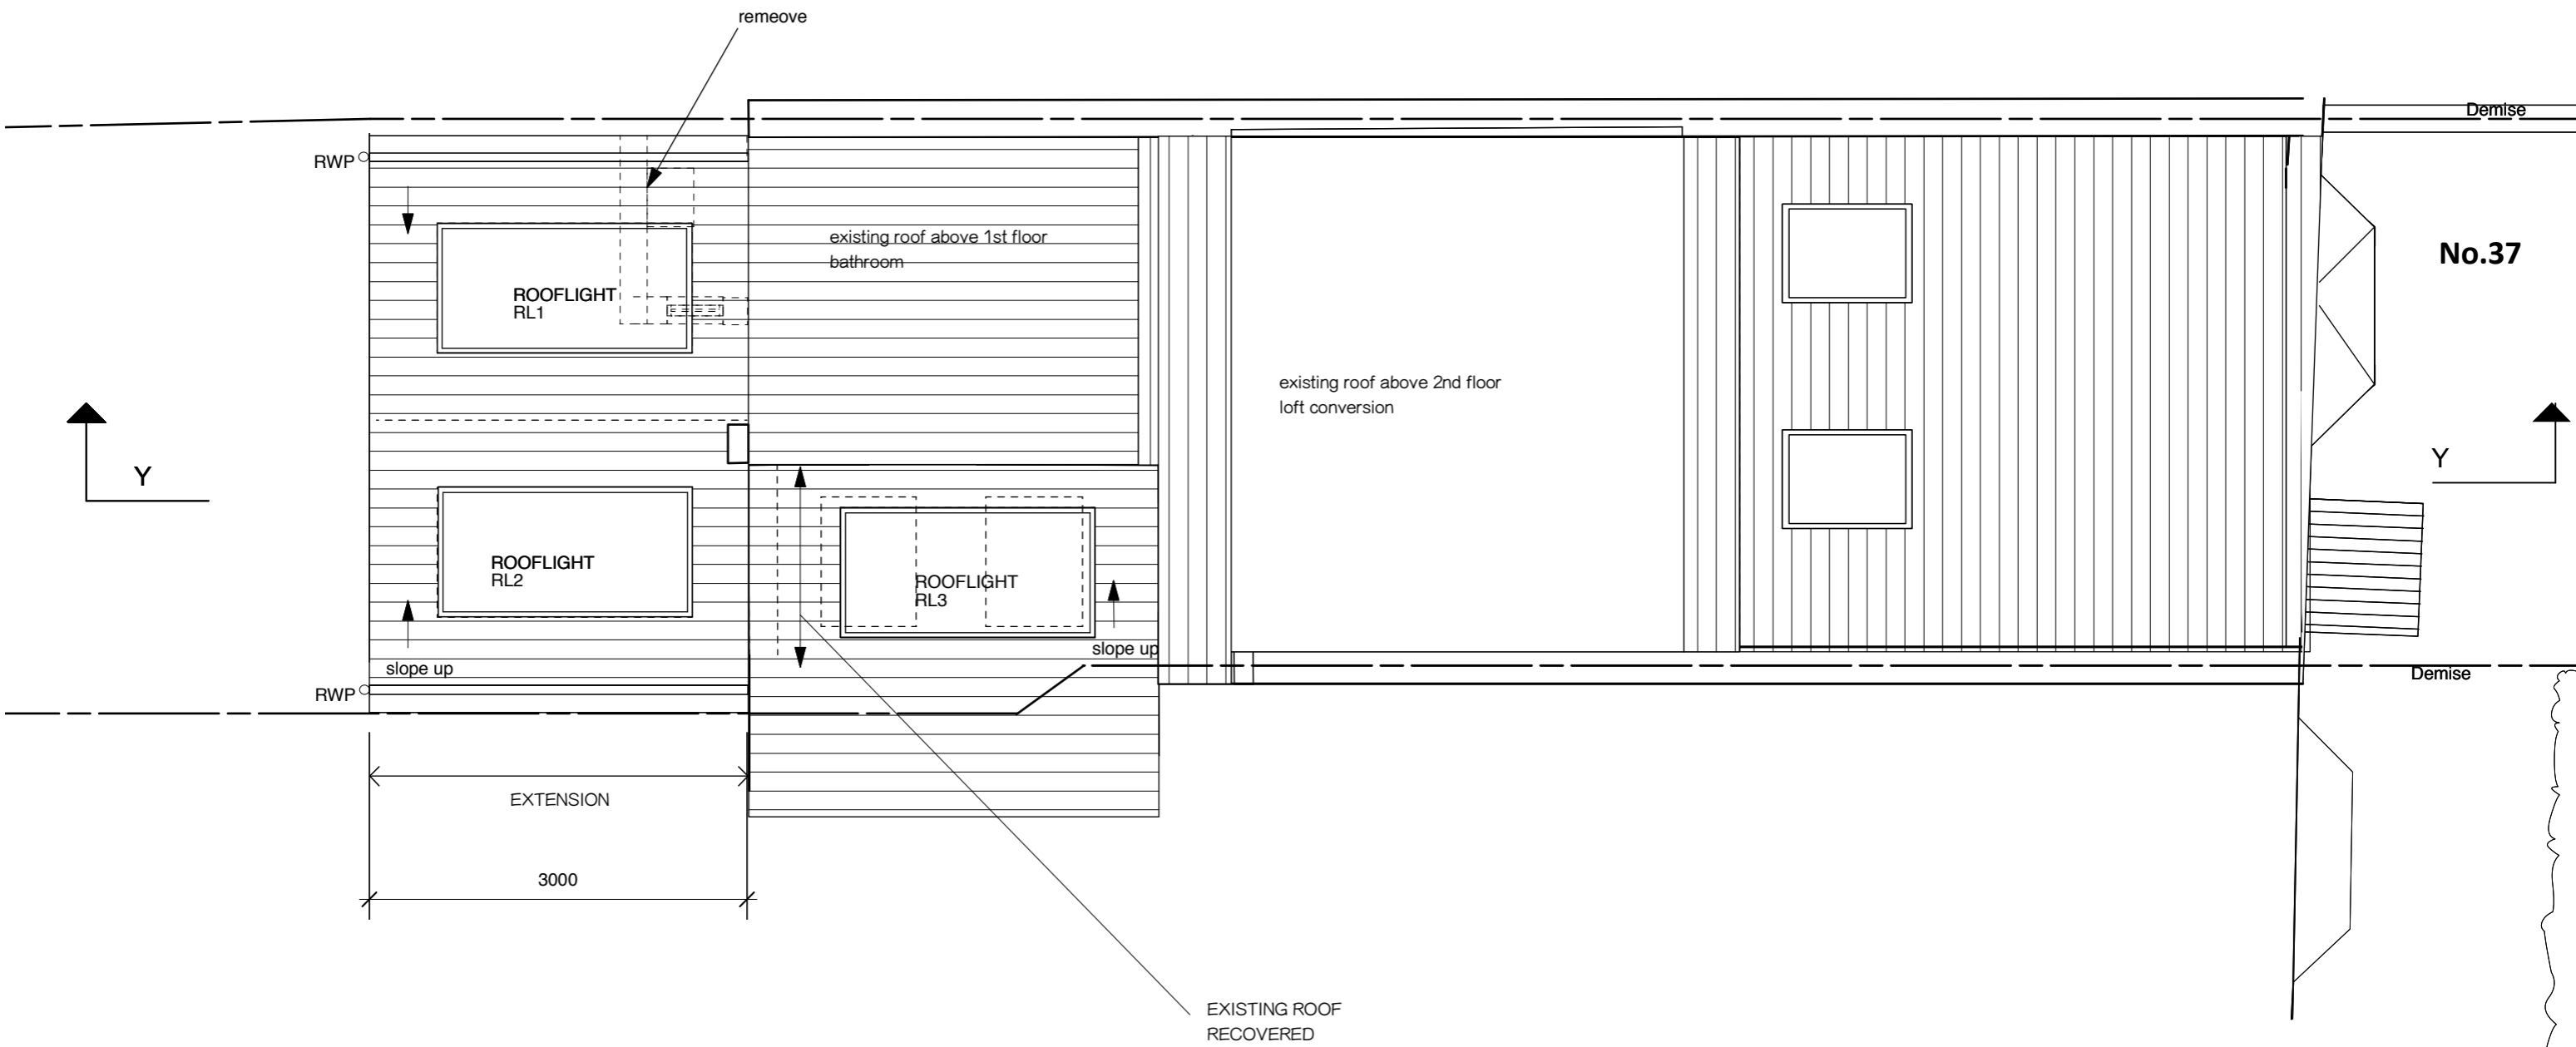 remeove
Demise
RWP
existing roof above 1st floor
bathroom
No.37
ROOFLIGHT
RL1
existing roof above 2nd floor
loft conversion
Y
Y
ROOFLIGHT
RL2
ROOFLIGHT
RL3
slope up
slope up
Demise
RWP
EXTENSION
3000
EXISTING ROOF
RECOVERED